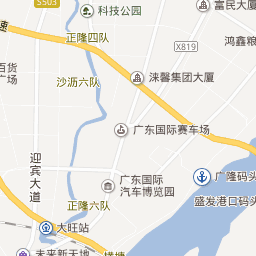 S503
科技公园
富民大厦
正隆四队
速
X819
鸿鑫粮
百货
广场
沙沥六队
涞馨集团大厦
广东国际赛车场
迎宾大道
广东国际
汽车博览园
广隆码头
正隆六队
盛发港口码头
大旺站
未来新天地